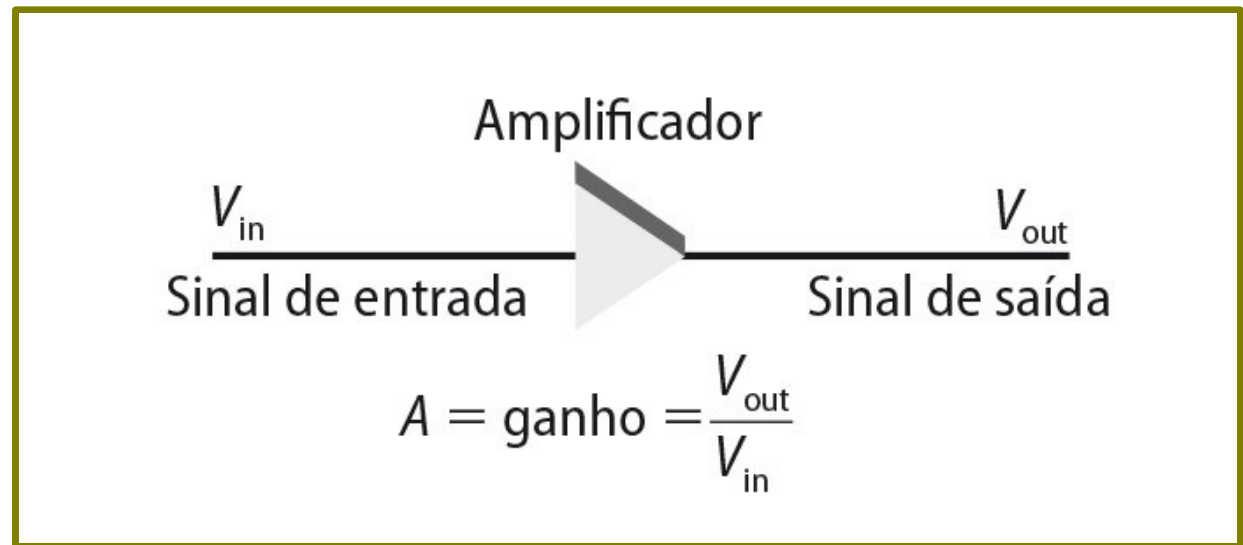 Amplificador
Vin
Vout
Sinal de entrada
Sinal de saída
A = ganho = Vout
Vin